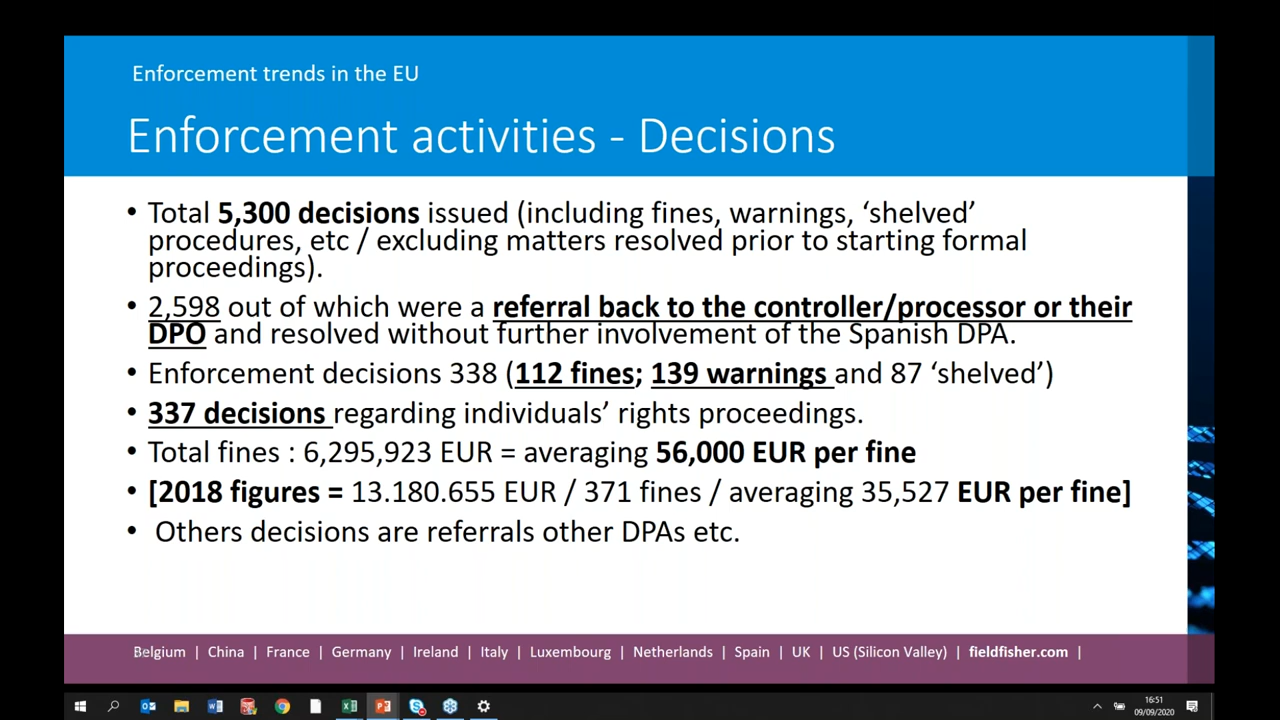 Enforcement trends in the EU
Enforcement activities - Decisions
• Total 5,300 decisions issued (including fines, warnings, ‘shelved’
procedures, etc / excluding matters resolved prior to starting formal
proceedings).
• 2,598 out of which were a referral back to the controller/processor or their
DPO and resolved without further involvement of the Spanish DPA.
• Enforcement decisions 338 (112 fines; 139 warnings and 87 ‘shelved’)
• 337 decisions regarding individuals’ rights proceedings.
• Total fines : 6,295,923 EUR = averaging 56,000 EUR per fine
• [2018 figures = 13.180.655 EUR / 371 fines / averaging 35,527 EUR per fine]
• Others decisions are referrals other DPAs etc.
Belgium | China | France | Germany | Ireland | Italy | Luxembourg | Netherlands | Spain | UK | US (Silicon Valley) | fieldfisher.com |
16:51
09/09/2020